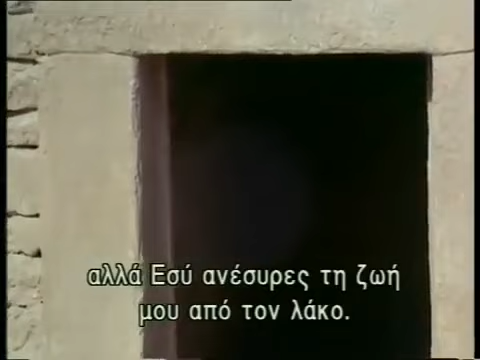 αλλά Εσύ ανέσυρες τη ζωή
μου από τον λάκο.